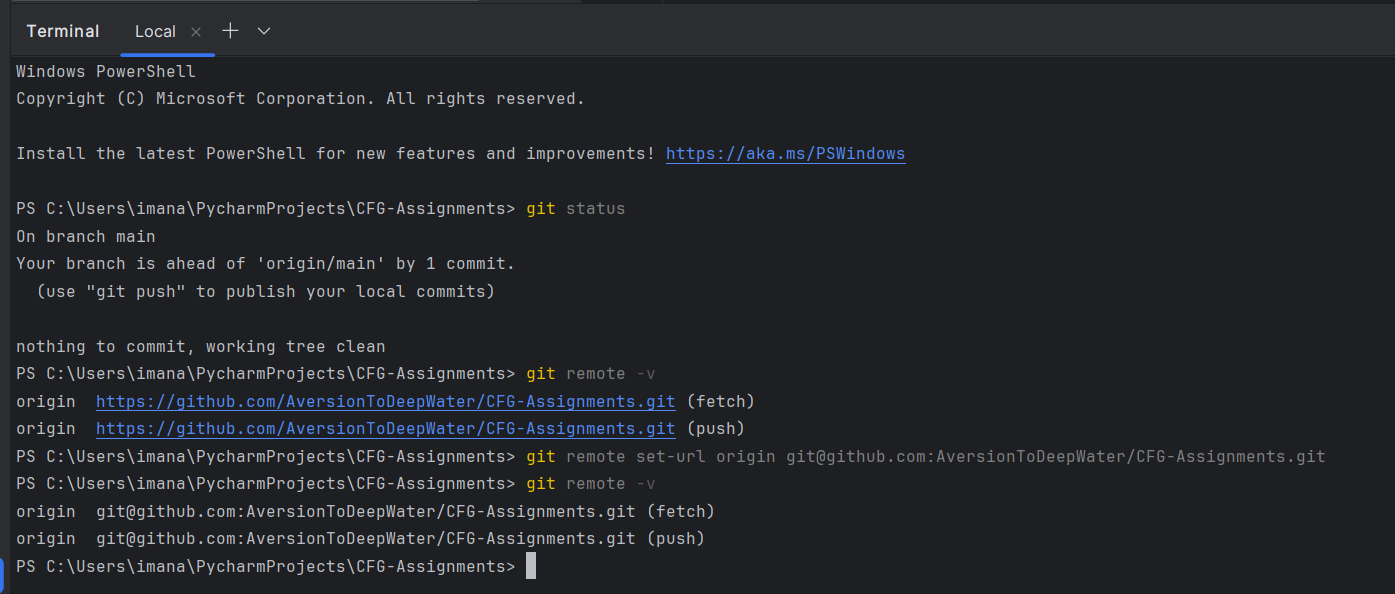 Terminal Local
Windows PowerShell
Copyright (C) Microsoft Corporation. All rights reserved.
Install the latest PowerShell for new features and improvements! https://aka.ms/PSWindows
PS C:\Users\imana\PycharmProjects\CFG-Assignments> git status
On branch main
Your branch is ahead of 'origin/main' by 1 commit.
  (use "git push" to publish your local commits)
nothing to commit, working tree clean
PS C:\Users\imana\PycharmProjects\CFG-Assignments> git remote -v
origin  https://github.com/AversionToDeepWater/CFG-Assignments.git (fetch)
origin  https://github.com/AversionToDeepWater/CFG-Assignments.git (push)
PS C:\Users\imana\PycharmProjects\CFG-Assignments> git remote set-url origin git@github.com:AversionToDeepWater/CFG-Assignments.git
PS C:\Users\imana\PycharmProjects\CFG-Assignments> git remote -v
origin  git@github.com:AversionToDeepWater/CFG-Assignments.git (fetch)
origin  git@github.com:AversionToDeepWater/CFG-Assignments.git (push)
PS C:\Users\imana\PycharmProjects\CFG-Assignments>